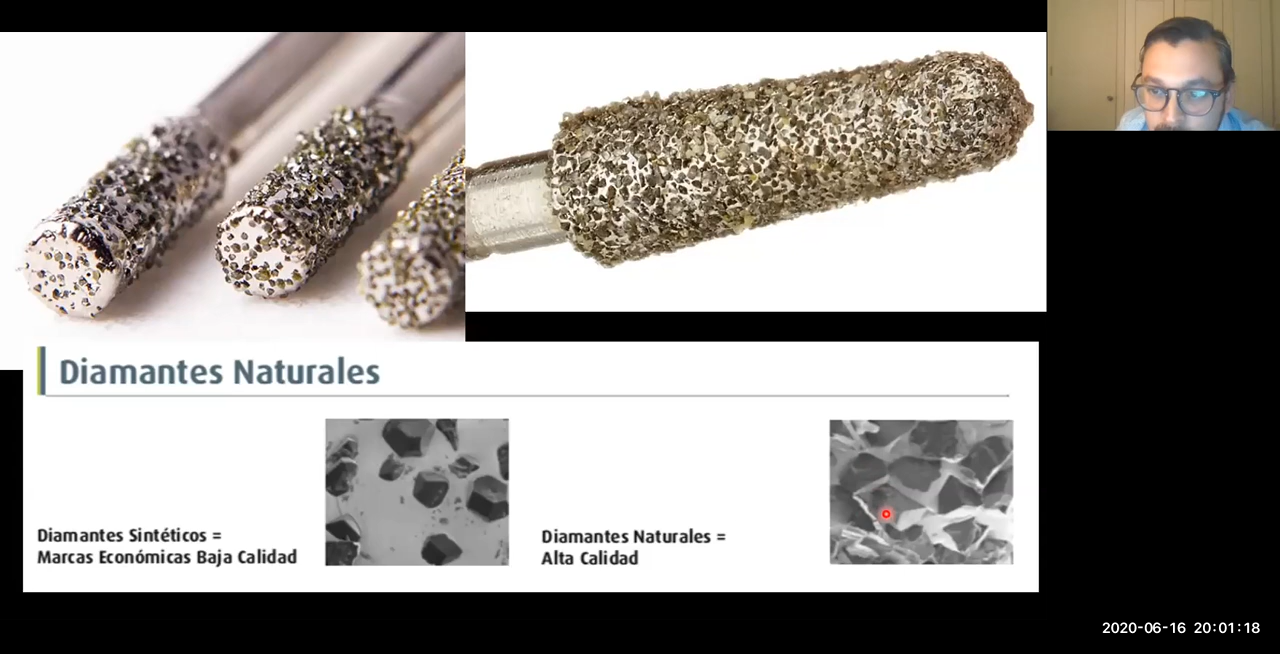 Diamantes Naturales
Diamantes Sintéticos =
Marcas Económicas Baja Calidad
Diamantes Naturales =
Alta Calidad
2020-06-16 20:01:18